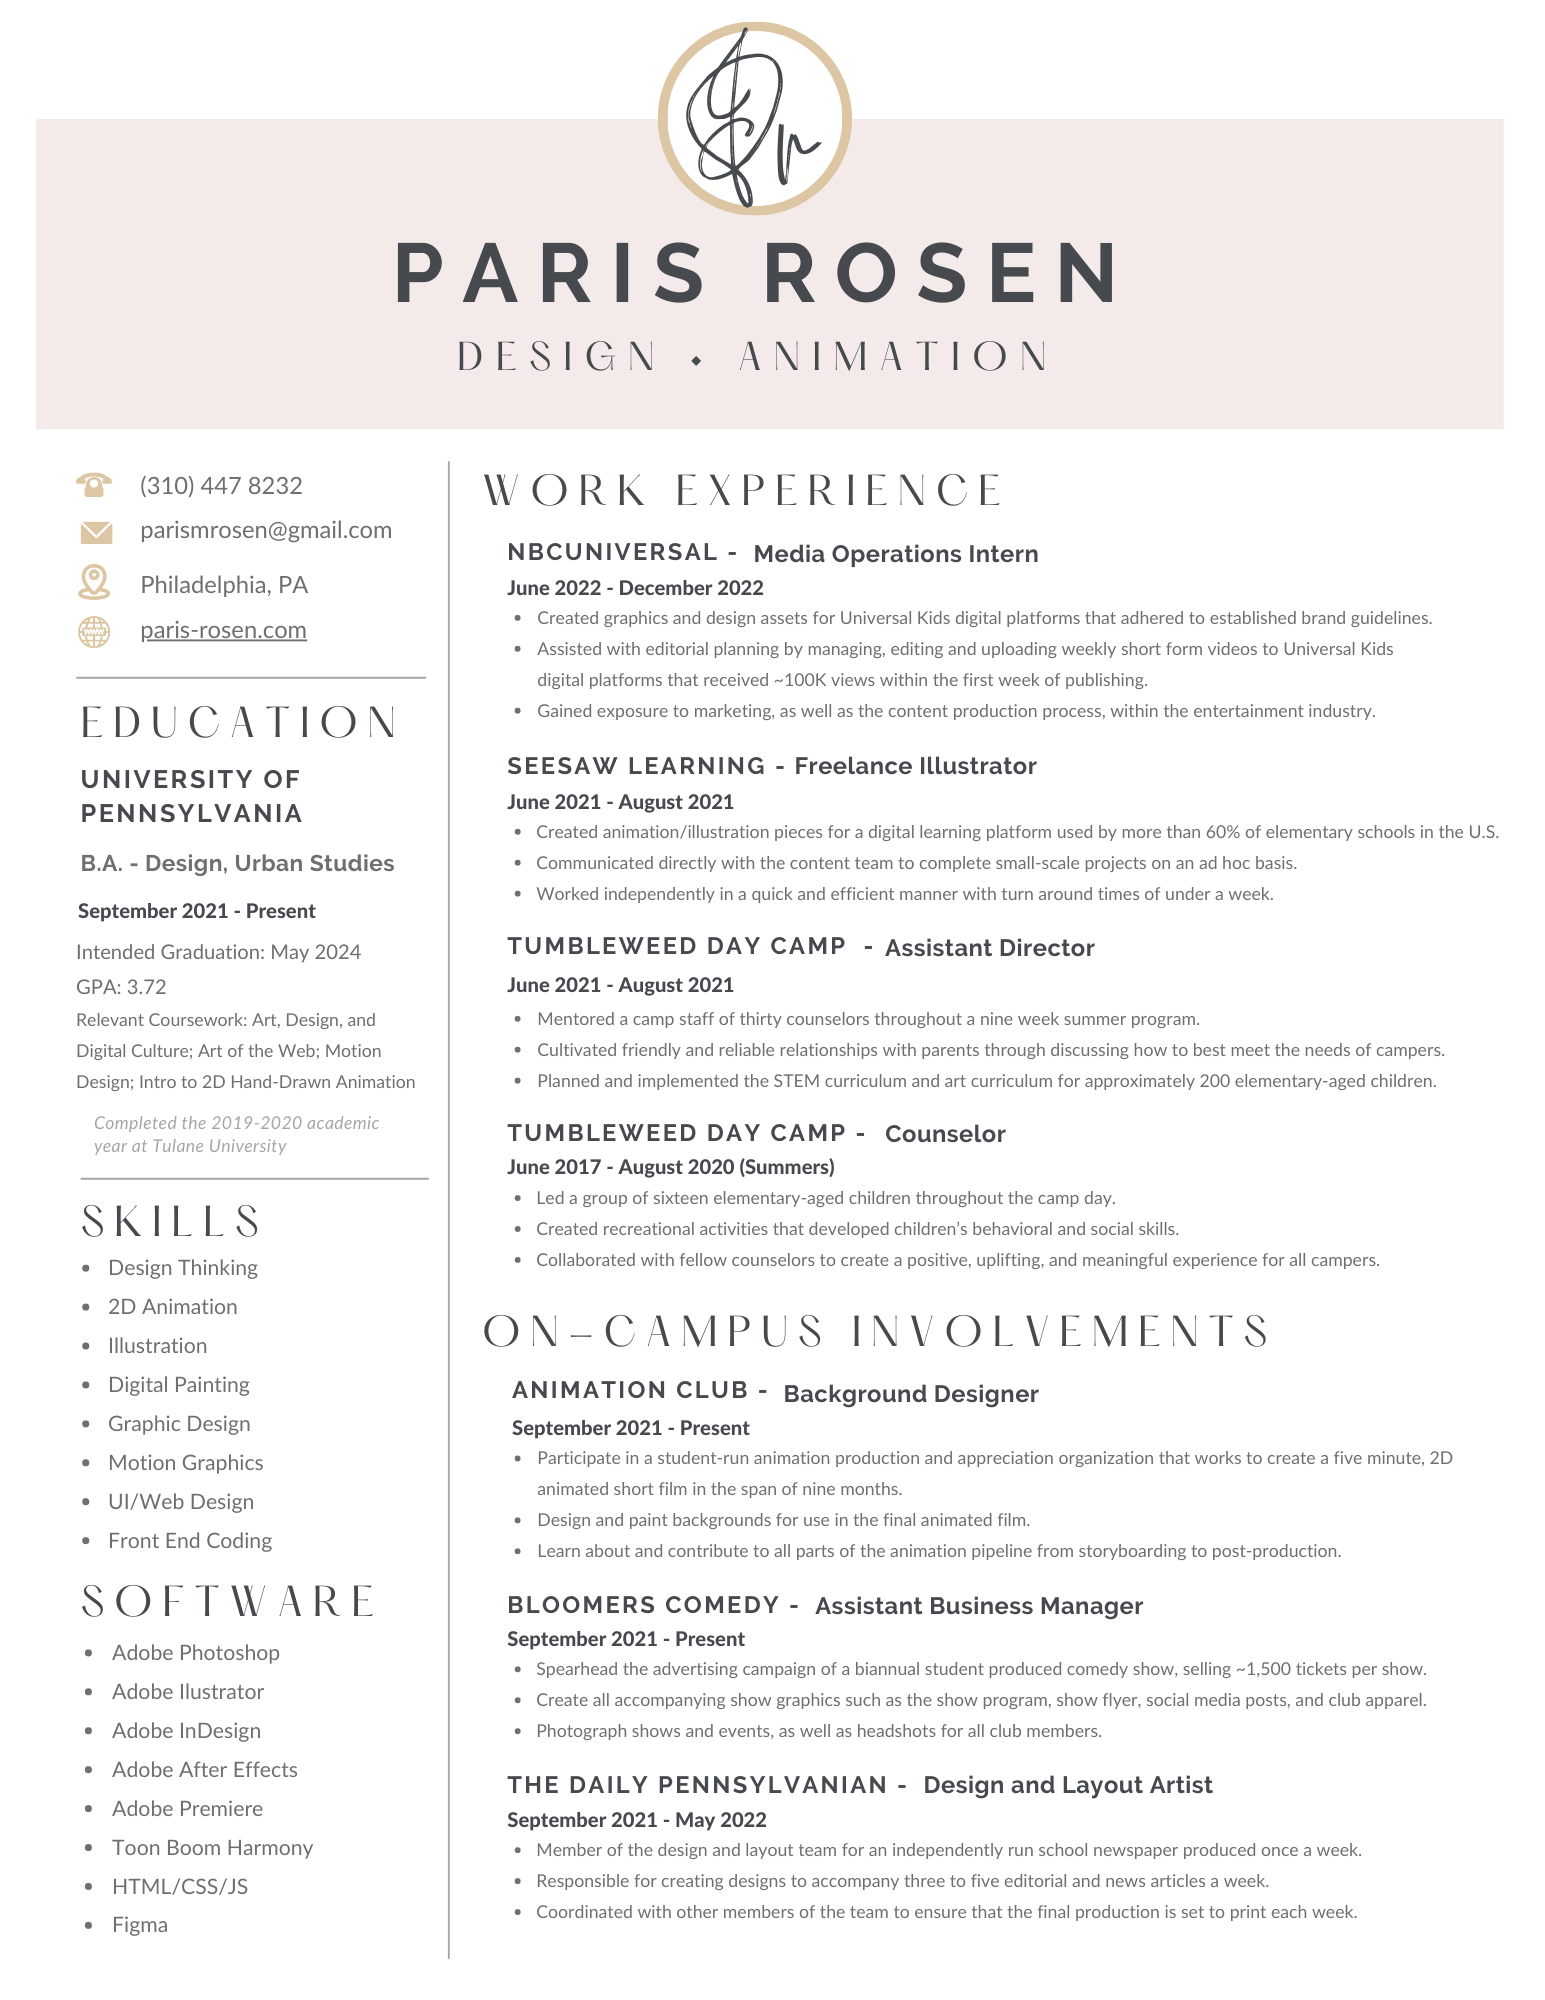 PARIS ROSEN
DESIGN ◆ ANIMATION
(310) 447 8232
parismrosen@gmail.com
Philadelphia, PA
www
paris-rosen.com
EDUCATION
UNIVERSITY OF
PENNSYLVANIA
B.A. - Design, Urban Studies
September 2021 - Present
Intended Graduation: May 2024
GPA: 3.72
Relevant Coursework: Art, Design, and
Digital Culture; Art of the Web; Motion
Design; Intro to 2D Hand-Drawn Animation
Completed the 2019-2020 academic
year at Tulane University
SKILLS
• Design Thinking
• 2D Animation
• Illustration
• Digital Painting
• Graphic Design
• Motion Graphics
• UI/Web Design
• Front End Coding
SOFTWARE
• Adobe Photoshop
• Adobe Ilustrator
• Adobe InDesign
• Adobe After Effects
• Adobe Premiere
• Toon Boom Harmony
• HTML/CSS/JS
• Figma
WORK EXPERIENCE
NBCUNIVERSAL - Media Operations Intern
June 2022 - December 2022
• Created graphics and design assets for Universal Kids digital platforms that adhered to established brand guidelines.
• Assisted with editorial planning by managing, editing and uploading weekly short form videos to Universal Kids
digital platforms that received ~100K views within the first week of publishing.
• Gained exposure to marketing, as well as the content production process, within the entertainment industry.
SEESAW LEARNING - Freelance Illustrator
June 2021 - August 2021
• Created animation/illustration pieces for a digital learning platform used by more than 60% of elementary schools in the U.S.
• Communicated directly with the content team to complete small-scale projects on an ad hoc basis.
• Worked independently in a quick and efficient manner with turn around times of under a week.
TUMBLEWEED DAY CAMP - Assistant Director
June 2021 - August 2021
• Mentored a camp staff of thirty counselors throughout a nine week summer program.
• Cultivated friendly and reliable relationships with parents through discussing how to best meet the needs of campers.
• Planned and implemented the STEM curriculum and art curriculum for approximately 200 elementary-aged children.
TUMBLEWEED DAY CAMP - Counselor
June 2017 - August 2020 (Summers)
• Led a group of sixteen elementary-aged children throughout the camp day.
• Created recreational activities that developed children's behavioral and social skills.
• Collaborated with fellow counselors to create a positive, uplifting, and meaningful experience for all campers.
ON-CAMPUS INVOLVEMENTS
ANIMATION CLUB - Background Designer
September 2021 - Present
• Participate in a student-run animation production and appreciation organization that works to create a five minute, 2D
animated short film in the span of nine months.
• Design and paint backgrounds for use in the final animated film.
• Learn about and contribute to all parts of the animation pipeline from storyboarding to post-production.
BLOOMERS COMEDY - Assistant Business Manager
September 2021 - Present
• Spearhead the advertising campaign of a biannual student produced comedy show, selling ~1,500 tickets per show.
• Create all accompanying show graphics such as the show program, show flyer, social media posts, and club apparel.
• Photograph shows and events, as well as headshots for all club members.
THE DAILY PENNSYLVANIAN - Design and Layout Artist
September 2021 - May 2022
• Member of the design and layout team for an independently run school newspaper produced once a week.
• Responsible for creating designs to accompany three to five editorial and news articles a week.
• Coordinated with other members of the team to ensure that the final production is set to print each week.